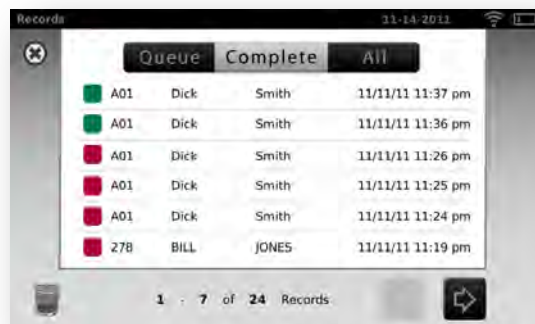 Records 11-14-2011
Queue Complete All
A01 Dick Smith 11/11/11 11:37 pm
A01 Dick Smith 11/11/11 11:36 pm
A01 Dick Smith 11/11/11 11:26 pm
A01 Dick Smith 11/11/11 11:25 pm
A01 Dick Smith 11/11/11 11:24 pm
27B BILL JONES 11/11/11 11:19 pm
1 - 7 of 24 Records